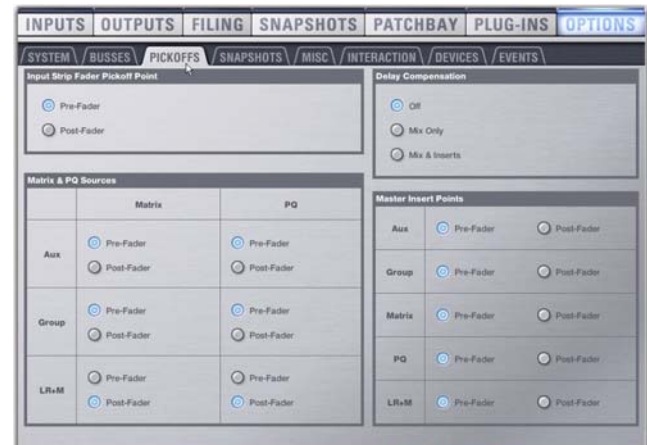 INPUTS OUTPUTS FILING SNAPSHOTS PATCHBAY PLUG-INS OPTIONS
SYSTEM BUSSES PICKOFFS SNAPSHOTS MISC INTERACTION DEVICES EVENTS
Input Strip Fader Pickoff Point
Pre-Fader
Post-Fader
Delay Compensation
Off
Mix Only
Mix & Inserts
Matrix & PQ Sources
Matrix PQ
Aux
Pre-Fader Pre-Fader
Post-Fader Post-Fader
Group
Pre-Fader Pre-Fader
Post-Fader Post-Fader
LR+M
Pre-Fader Pre-Fader
Post-Fader Post-Fader
Master Insert Points
Aux Pre-Fader Post-Fader
Group Pre-Fader Post-Fader
Matrix Pre-Fader Post-Fader
PQ Pre-Fader Post-Fader
LR+M Pre-Fader Post-Fader